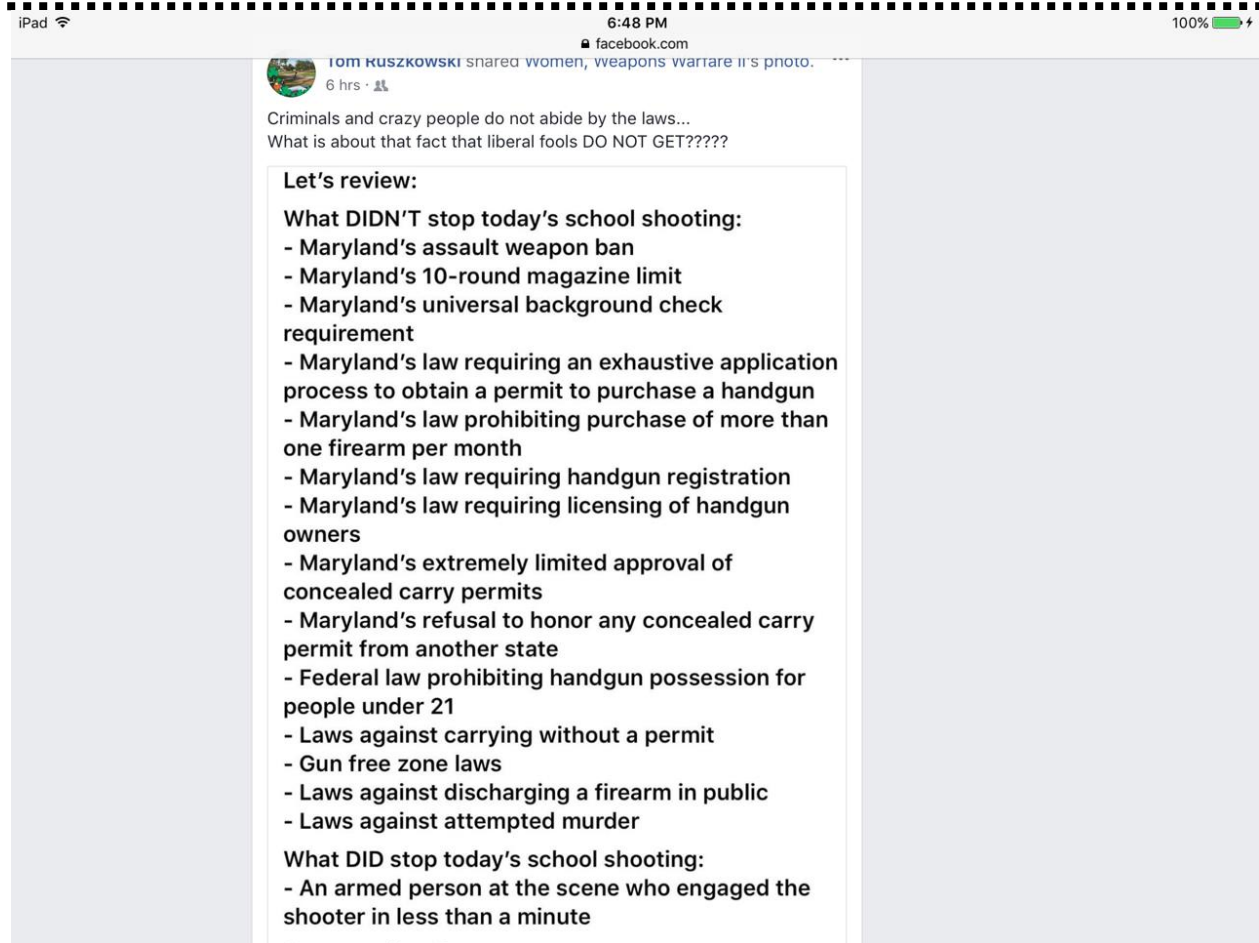 iPad
6:48 PM
100%
facebook.com
Tom Ruszkowski shared Women, Weapons Warfare II's photo.
6 hrs ·
Criminals and crazy people do not abide by the laws...
What is about that fact that liberal fools DO NOT GET?????
Let's review:
What DIDN'T stop today's school shooting:
- Maryland's assault weapon ban
- Maryland's 10-round magazine limit
- Maryland's universal background check
requirement
- Maryland's law requiring an exhaustive application
process to obtain a permit to purchase a handgun
- Maryland's law prohibiting purchase of more than
one firearm per month
- Maryland's law requiring handgun registration
- Maryland's law requiring licensing of handgun
owners
- Maryland's extremely limited approval of
concealed carry permits
- Maryland's refusal to honor any concealed carry
permit from another state
- Federal law prohibiting handgun possession for
people under 21
- Laws against carrying without a permit
- Gun free zone laws
- Laws against discharging a firearm in public
- Laws against attempted murder
What DID stop today's school shooting:
- An armed person at the scene who engaged the
shooter in less than a minute